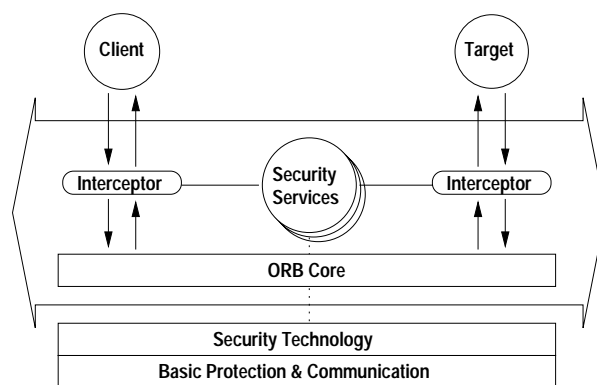 Client
Target
Interceptor
Security
Services
Interceptor
ORB Core
Security Technology
Basic Protection & Communication